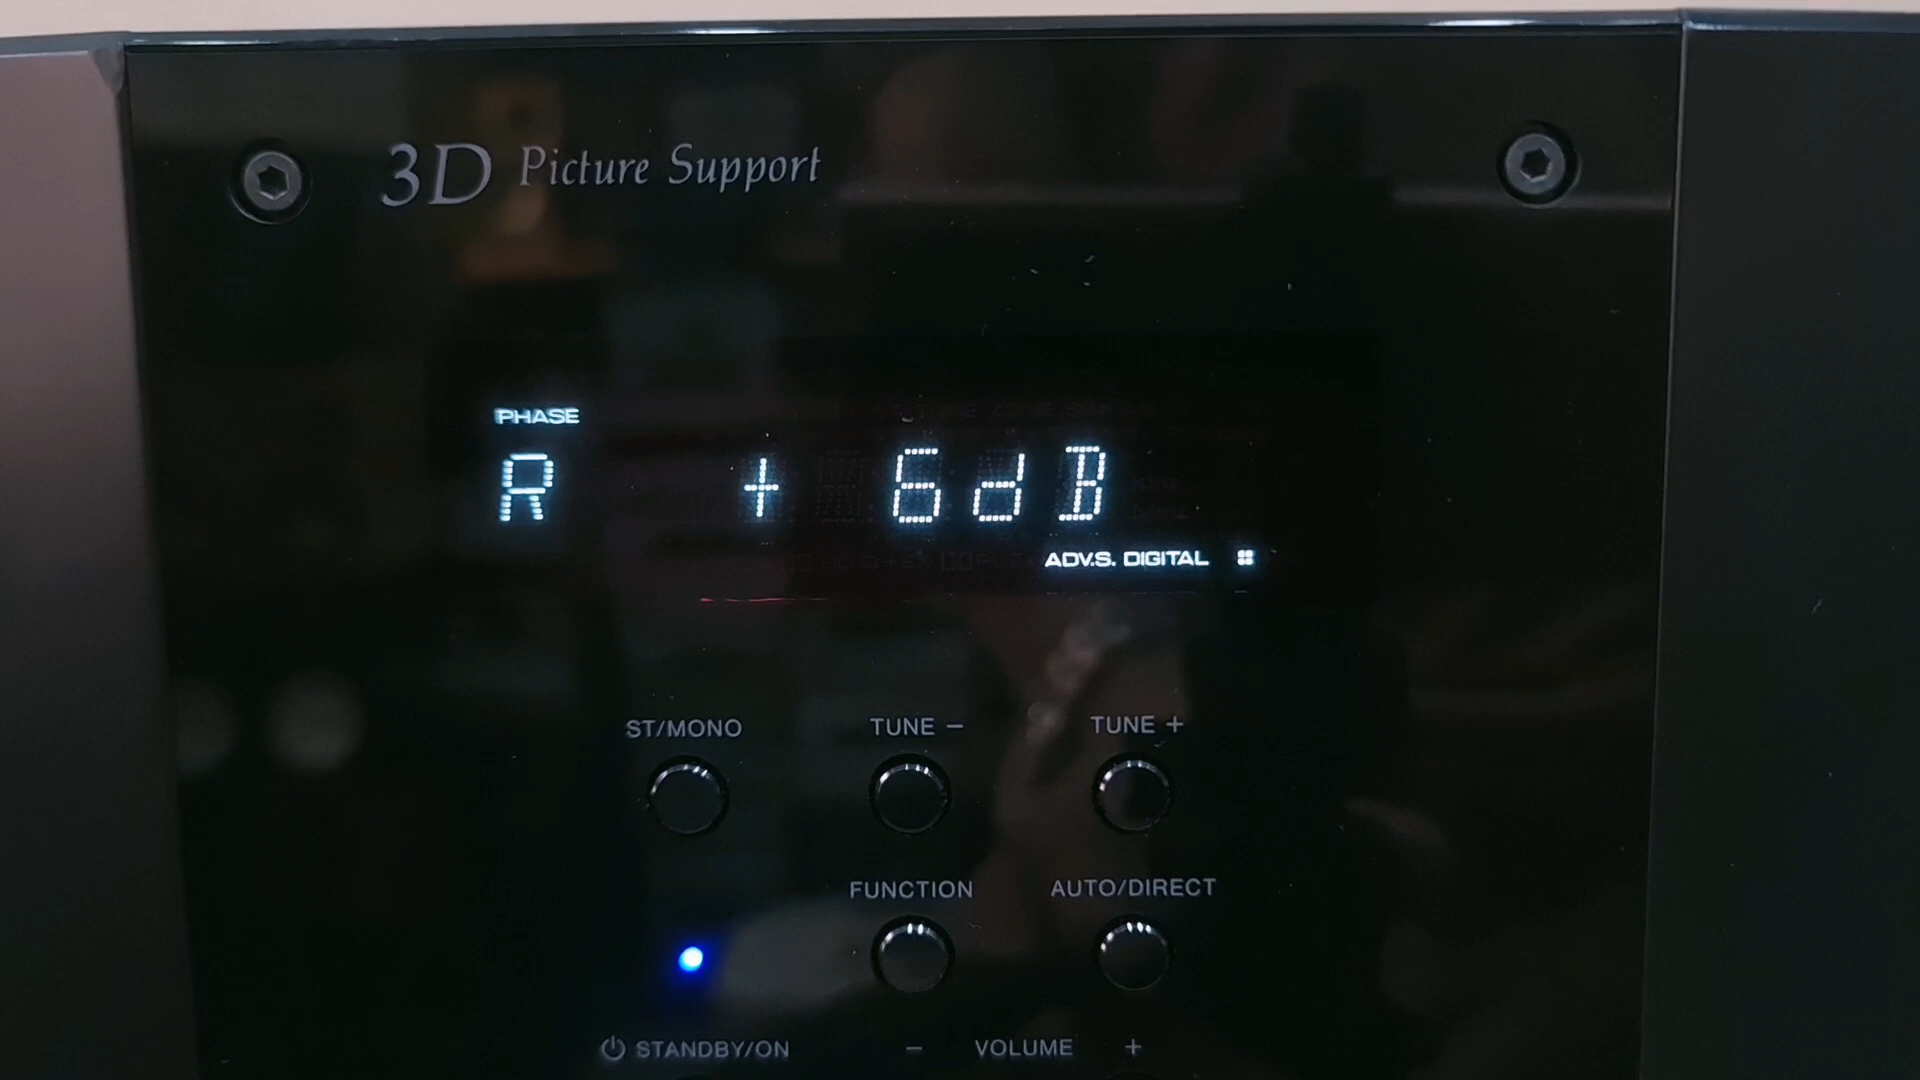 3D Picture Support
PHASE
R + 6dB
ADV.S. DIGITAL
ST/MONO TUNE − TUNE +
FUNCTION AUTO/DIRECT
STANDBY/ON − VOLUME +